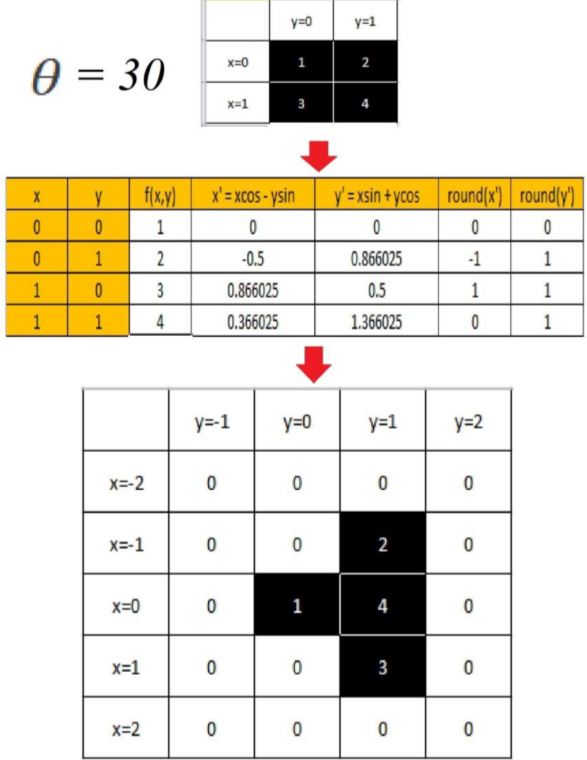 θ = 30
y=0 y=1
x=0 1 2
x=1 3 4
x y f(x,y) x' = xcos - ysin y' = xsin + ycos round(x') round(y')
0 0 1 0 0 0 0
0 1 2 -0.5 0.866025 -1 1
1 0 3 0.866025 0.5 1 1
1 1 4 0.366025 1.366025 0 1
y=-1 y=0 y=1 y=2
x=-2 0 0 0 0
x=-1 0 0 2 0
x=0 0 1 4 0
x=1 0 0 3 0
x=2 0 0 0 0